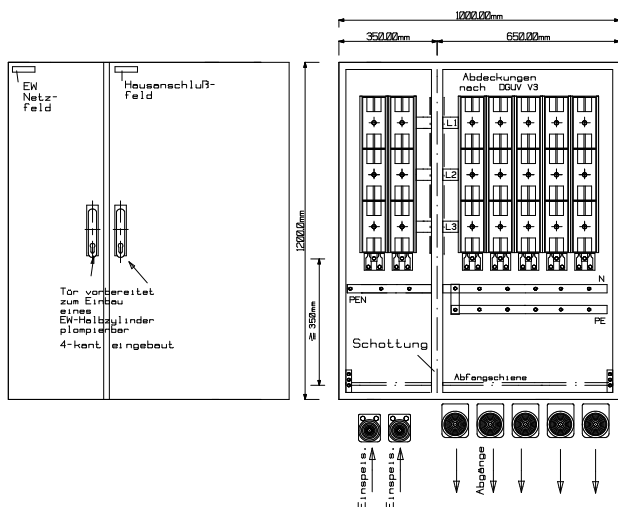 1000.00mm
350.00mm
650.00mm
EW
Netz-
feld
Hausanschluß-
feld
Abdeckungen
nach DGUV V3
L1
L2
L3
1200.0mm
≥ 350mm
Tür vorbereitet
zum Einbau
eines
EW-Halbzylinder
plompierbar
4-kant eingebaut
PEN
N
PE
Schottung
Abfangschiene
Einspeis.
Einspeis.
Abgänge